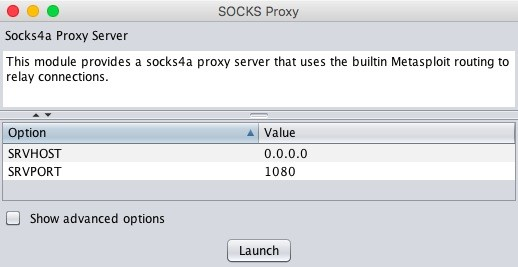 SOCKS Proxy
Socks4a Proxy Server
This module provides a socks4a proxy server that uses the builtin Metasploit routing to
relay connections.
Option Value
SRVHOST 0.0.0.0
SRVPORT 1080
Show advanced options
Launch